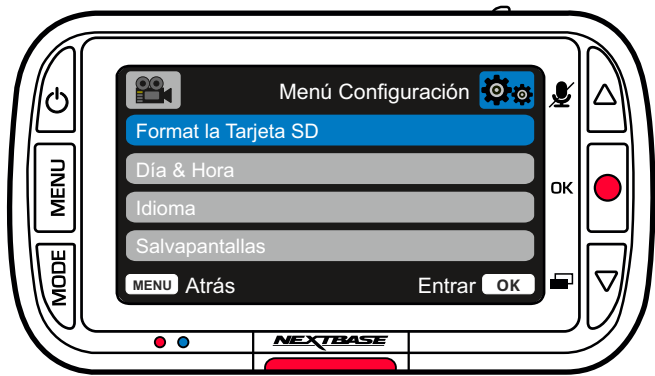 Menú Configuración
Format la Tarjeta SD
Día & Hora
Idioma
Salvapantallas
MENU Atrás Entrar OK
MENU
MODE
OK
NEXTBASE